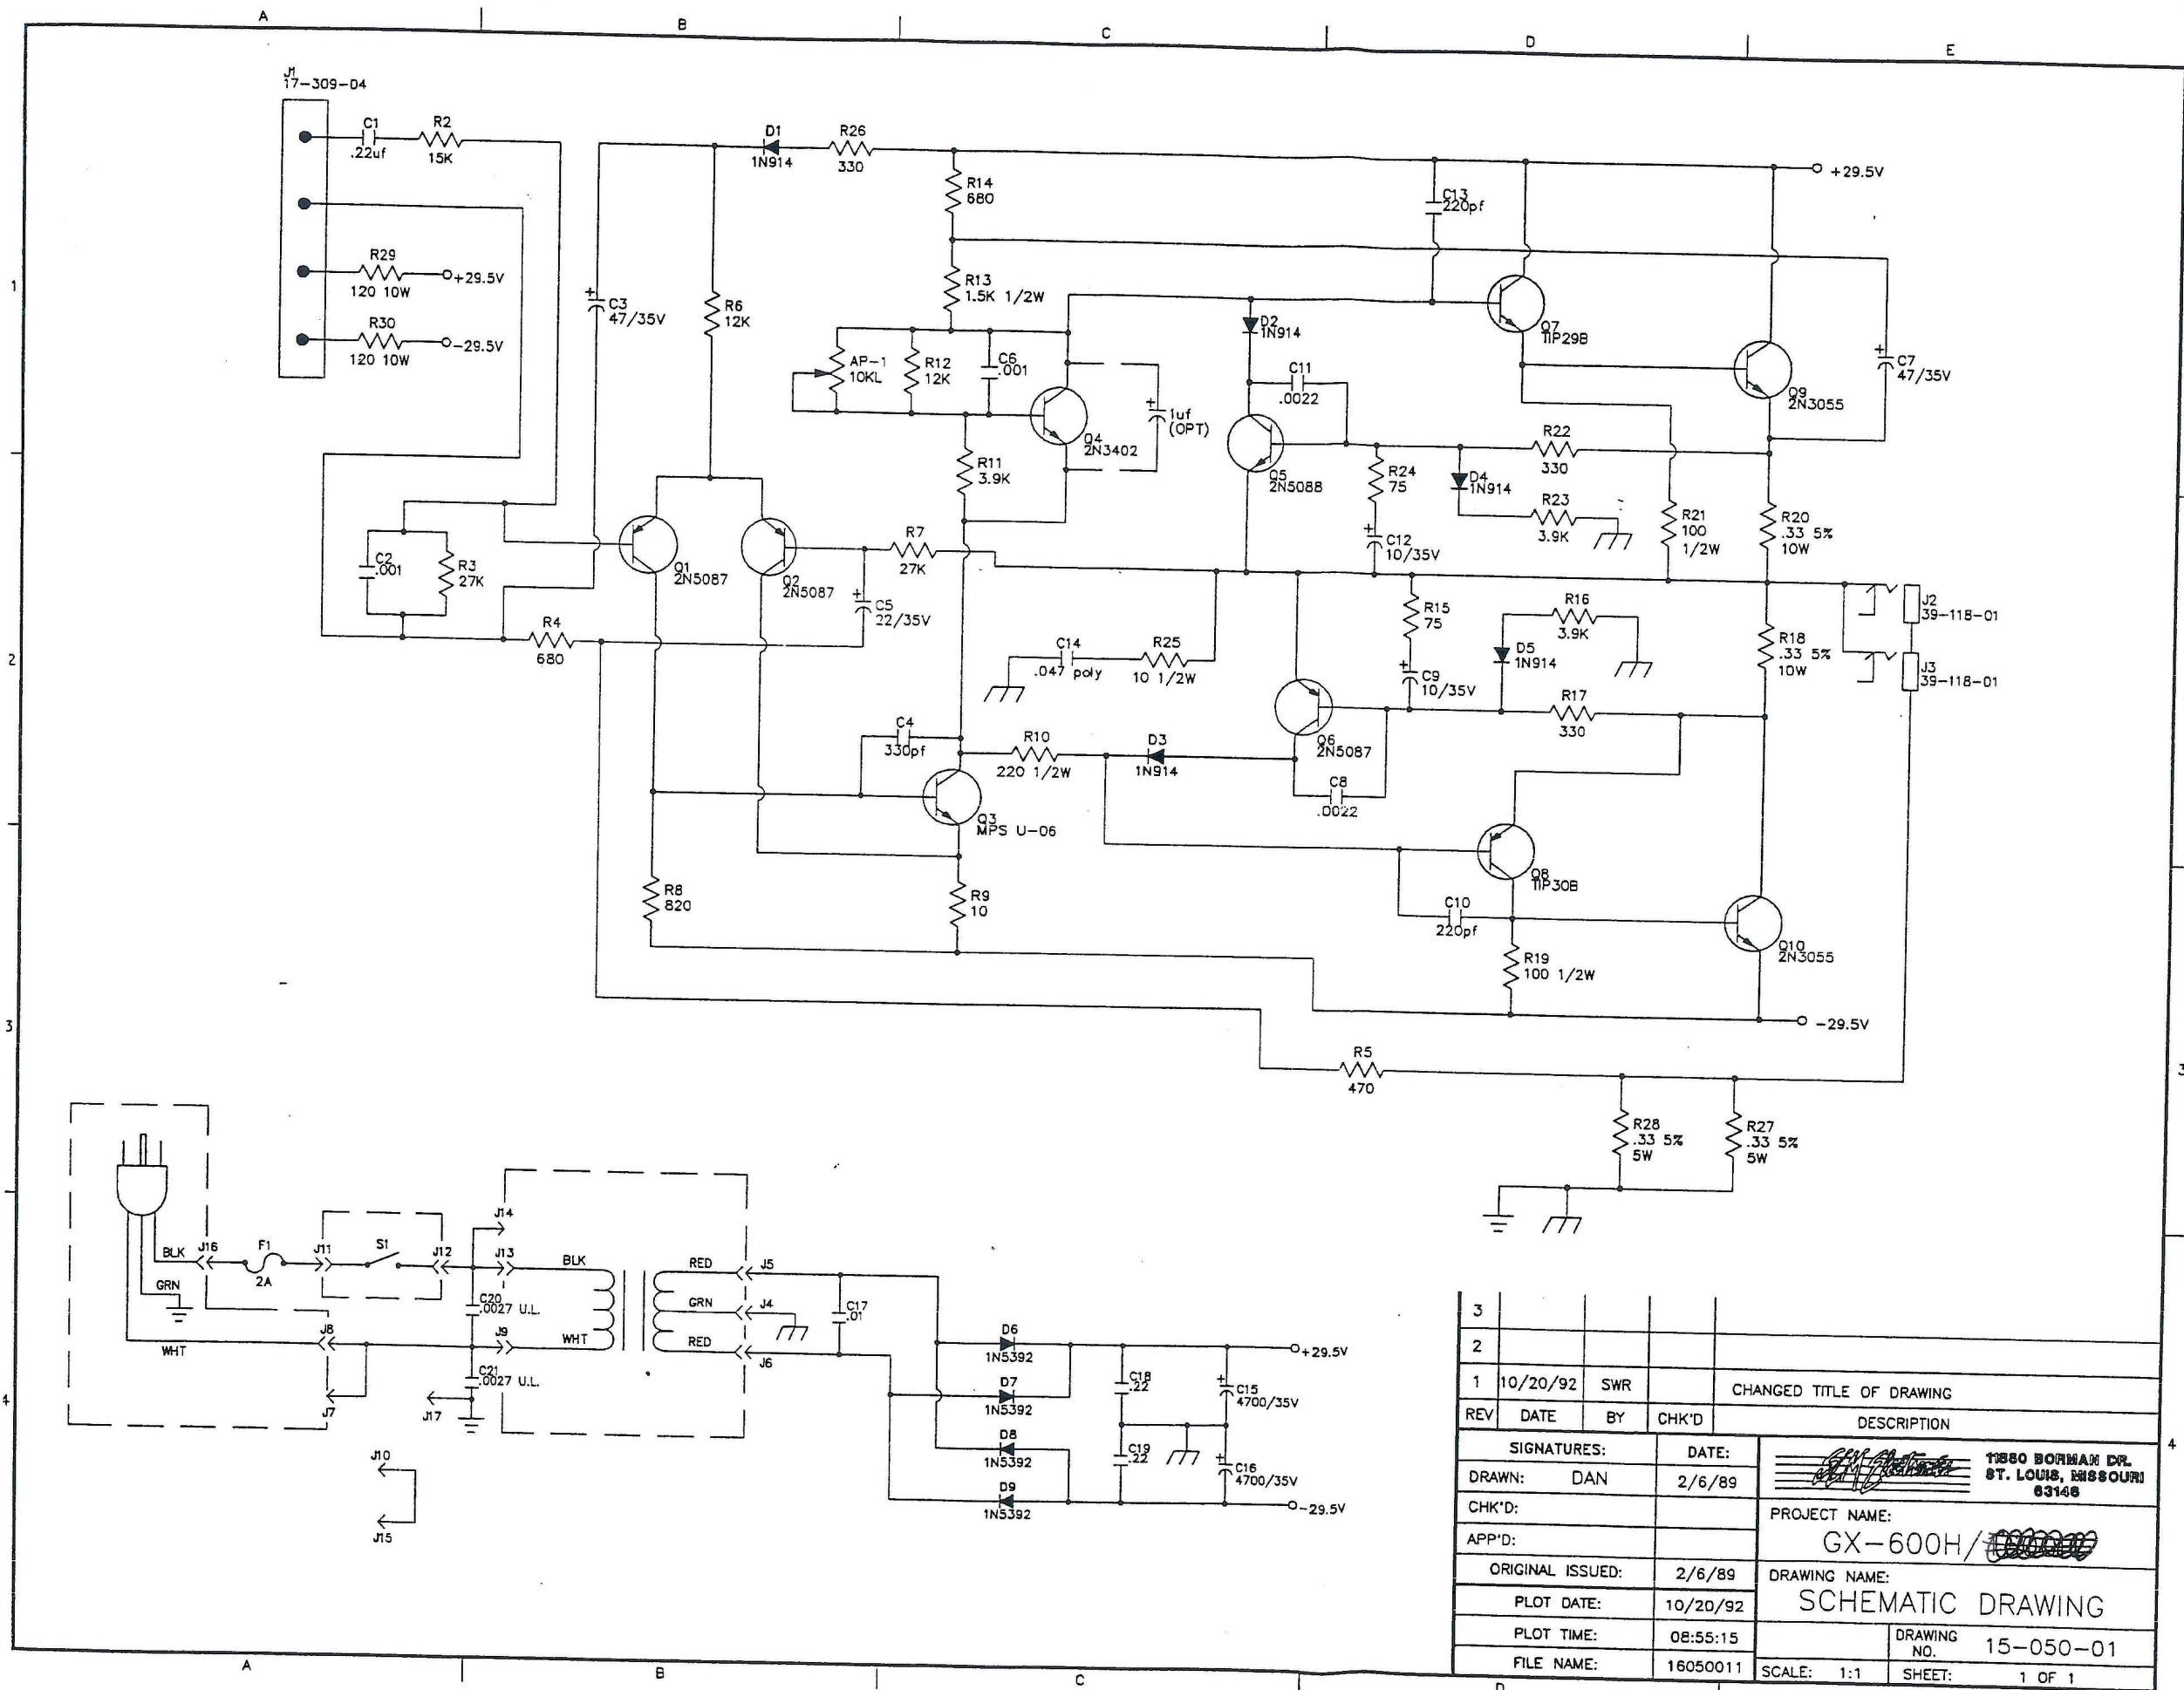 A B C D E
J1
17-309-04
C1
.22uf
R2
15K
R29
120 10W
+29.5V
R30
120 10W
-29.5V
D1
1N914
R26
330
R14
680
+29.5V
C13
220pf
R13
1.5K 1/2W
C3
47/35V
R6
12K
D2
1N914
Q7
TIP29B
AP-1
10KL
R12
12K
C6
.001
C11
.0022
C7
47/35V
Q9
2N3055
1uf
(OPT)
Q4
2N3402
R11
3.9K
Q5
2N5088
R24
75
D4
1N914
R22
330
R23
3.9K
R21
100
1/2W
R20
.33 5%
10W
C12
10/35V
C2
.001
R3
27K
Q1
2N5087
Q2
2N5087
R7
27K
C5
22/35V
R4
680
R15
75
R16
3.9K
D5
1N914
C9
10/35V
R18
.33 5%
10W
J2
39-118-01
J3
39-118-01
C14
.047 poly
R25
10 1/2W
R17
330
C4
330pf
R10
220 1/2W
D3
1N914
Q6
2N5087
C8
.0022
Q3
MPS U-06
Q8
TIP30B
R8
820
R9
10
C10
220pf
R19
100 1/2W
Q10
2N3055
-29.5V
R5
470
R28
.33 5%
5W
R27
.33 5%
5W
BLK
J16
F1
2A
J11
S1
J12
J14
J13
BLK
RED
J5
GRN
C20
.0027 U.L.
GRN
J4
C17
.01
WHT
J8
J9
WHT
RED
J6
J7
C21
.0027 U.L.
J17
D6
1N5392
+29.5V
D7
1N5392
C18
.22
C15
4700/35V
D8
1N5392
C19
.22
C16
4700/35V
D9
1N5392
-29.5V
J10
J15
3
2
1 10/20/92 SWR CHANGED TITLE OF DRAWING
REV DATE BY CHK'D DESCRIPTION
SIGNATURES: DATE:
DRAWN: DAN 2/6/89
CHK'D:
APP'D:
ORIGINAL ISSUED: 2/6/89
PLOT DATE: 10/20/92
PLOT TIME: 08:55:15
FILE NAME: 16050011
11880 BORMAN DR.
ST. LOUIS, MISSOURI
63146
PROJECT NAME:
GX-600H/
DRAWING NAME:
SCHEMATIC DRAWING
DRAWING NO. 15-050-01
SCALE: 1:1 SHEET: 1 OF 1
1
2
3
4
3
4
A B C D